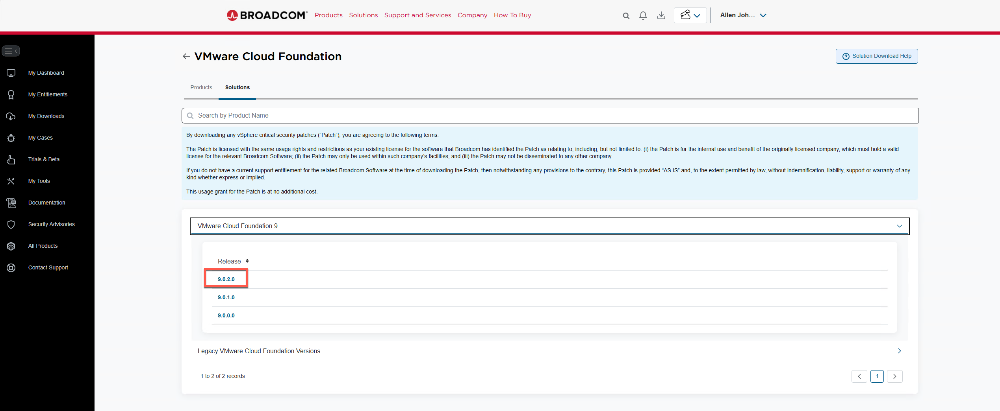 BROADCOM
Products Solutions Support and Services Company How To Buy
Allen Joh...
My Dashboard
My Entitlements
My Downloads
My Cases
Trials & Beta
My Tools
Documentation
Security Advisories
All Products
Contact Support
VMware Cloud Foundation
Solution Download Help
Products Solutions
Search by Product Name
By downloading any vSphere critical security patches (“Patch”), you are agreeing to the following terms:
The Patch is licensed with the same usage rights and restrictions as your existing license for the software that Broadcom has identified the Patch as relating to, including, but not limited to: (i) the Patch is for the internal use and benefit of the originally licensed company, which must hold a valid
license for the relevant Broadcom Software; (ii) the Patch may only be used within such company’s facilities; and (iii) the Patch may not be disseminated to any other company.
If you do not have a current support entitlement for the related Broadcom Software at the time of downloading the Patch, then notwithstanding any provisions to the contrary, this Patch is provided “AS IS” and, to the extent permitted by law, without indemnification, liability, support or warranty of any
kind whether express or implied.
This usage grant for the Patch is at no additional cost.
VMware Cloud Foundation 9
Release
9.0.2.0
9.0.1.0
9.0.0.0
Legacy VMware Cloud Foundation Versions
1 to 2 of 2 records
1